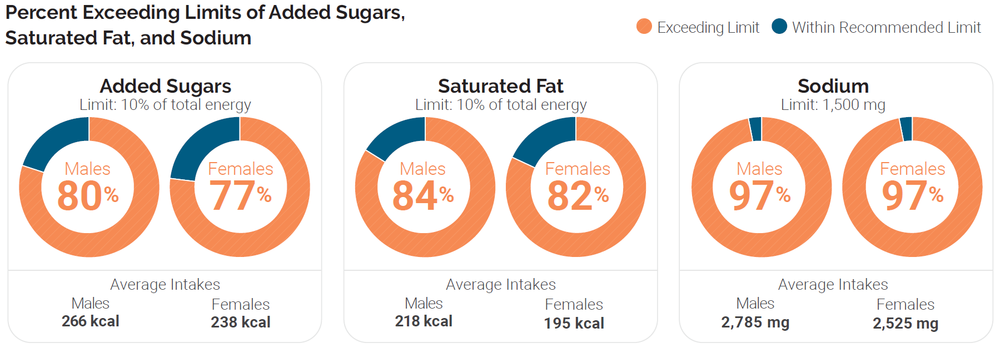 Percent Exceeding Limits of Added Sugars,
Saturated Fat, and Sodium
Exceeding Limit
Within Recommended Limit
Added Sugars
Limit: 10% of total energy
Males
80%
Females
77%
Average Intakes
Males
266 kcal
Females
238 kcal
Saturated Fat
Limit: 10% of total energy
Males
84%
Females
82%
Average Intakes
Males
218 kcal
Females
195 kcal
Sodium
Limit: 1,500 mg
Males
97%
Females
97%
Average Intakes
Males
2,785 mg
Females
2,525 mg